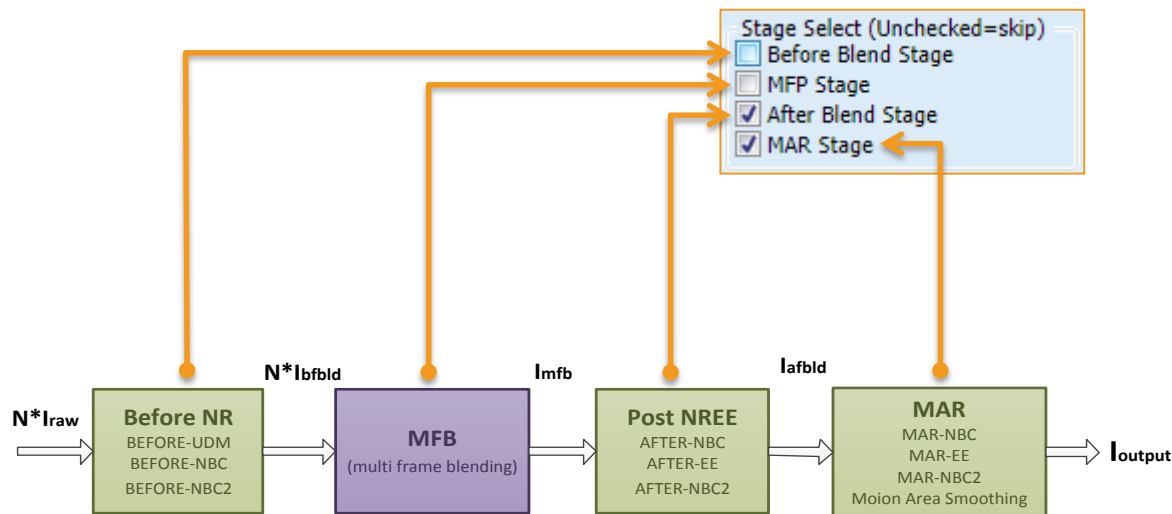 Stage Select (Unchecked=skip)
Before Blend Stage
MFP Stage
After Blend Stage
MAR Stage
N*Iraw
Before NR
BEFORE-UDM
BEFORE-NBC
BEFORE-NBC2
N*Ibfbld
MFB
(multi frame blending)
Imfb
Post NREE
AFTER-NBC
AFTER-EE
AFTER-NBC2
Iafbld
MAR
MAR-NBC
MAR-EE
MAR-NBC2
Moion Area Smoothing
Ioutput